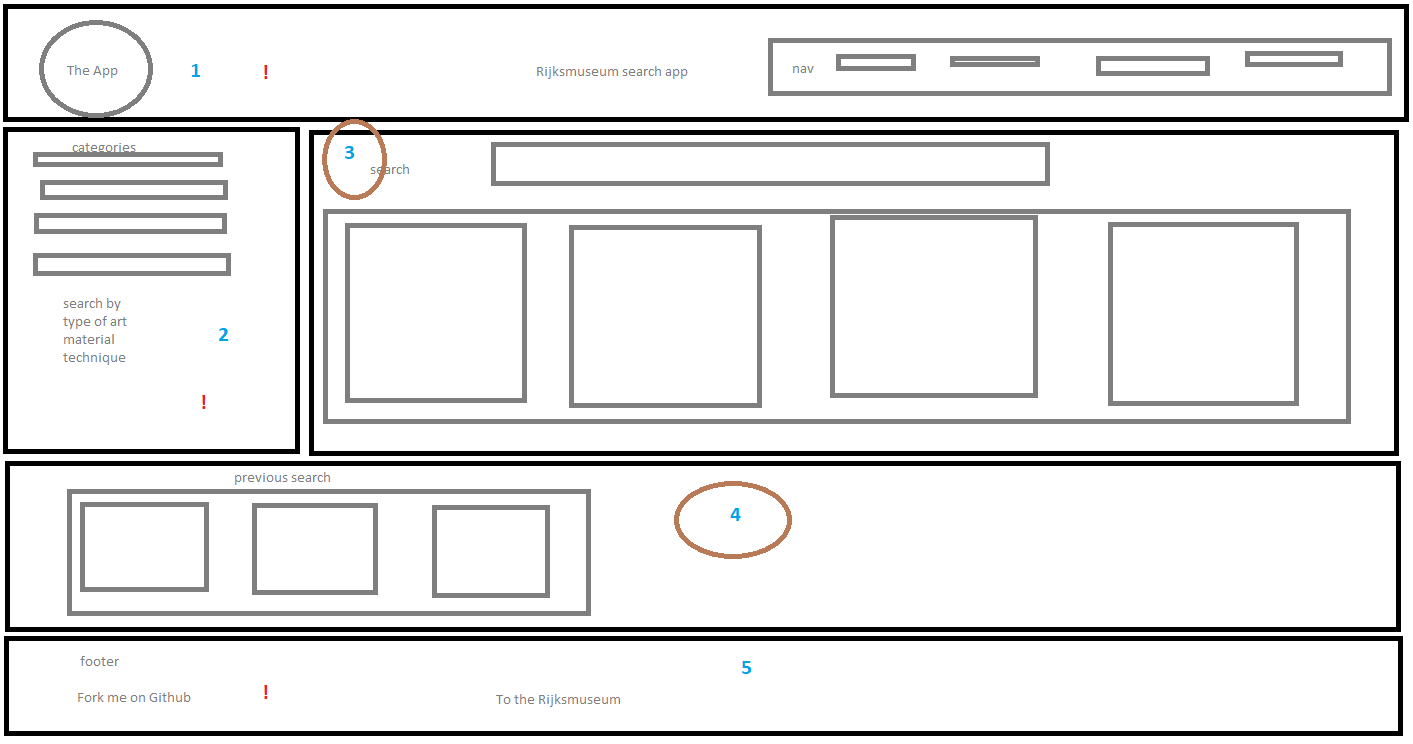 The App
1
!
Rijksmuseum search app
nav
categories
search by
type of art
material
technique
2
!
3
search
previous search
4
footer
5
Fork me on Github
!
To the Rijksmuseum